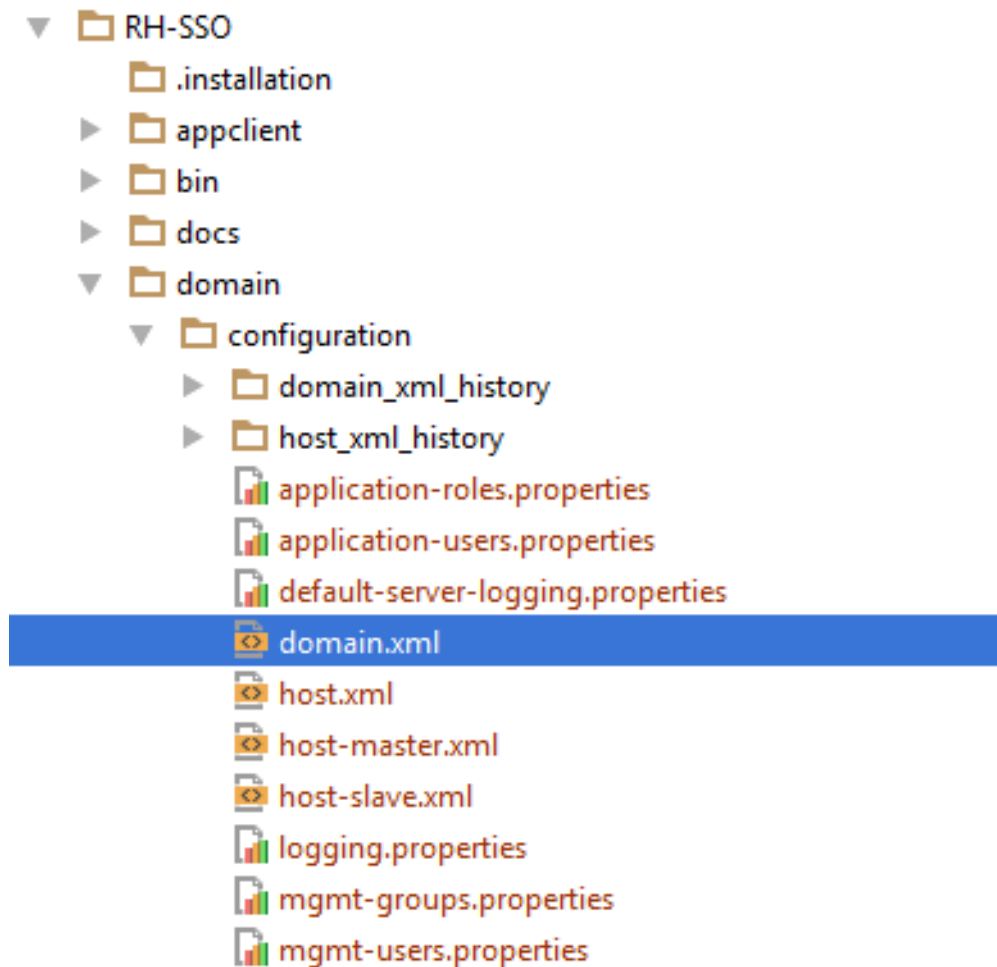 RH-SSO
.installation
appclient
bin
docs
domain
configuration
domain_xml_history
host_xml_history
application-roles.properties
application-users.properties
default-server-logging.properties
domain.xml
host.xml
host-master.xml
host-slave.xml
logging.properties
mgmt-groups.properties
mgmt-users.properties